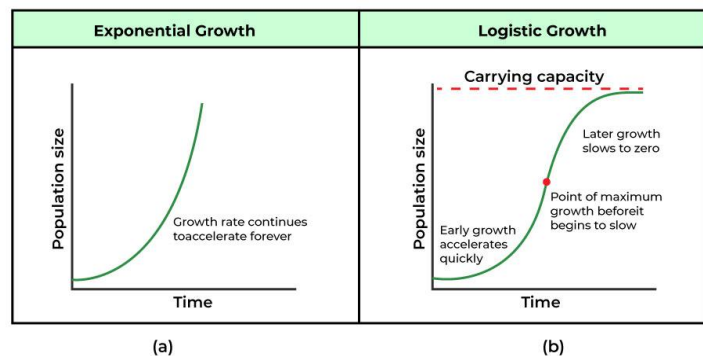 Exponential Growth
Logistic Growth
Population size
Growth rate continues
toaccelerate forever
Time
Carrying capacity
Population size
Later growth
slows to zero
Point of maximum
growth beforeit
begins to slow
Early growth
accelerates
quickly
Time
(a)
(b)